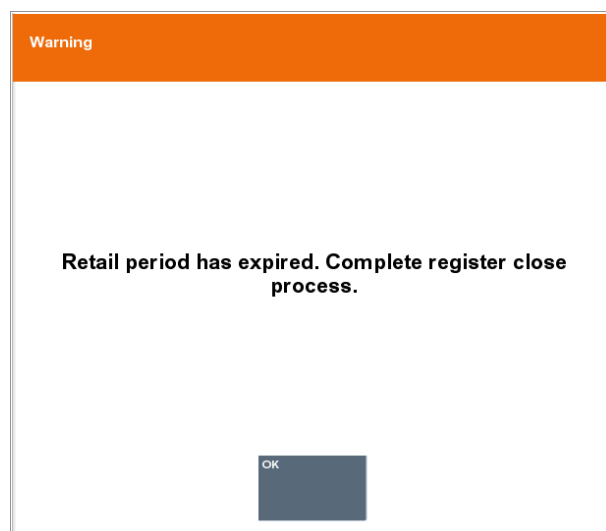 Warning
Retail period has expired. Complete register close
process.
OK